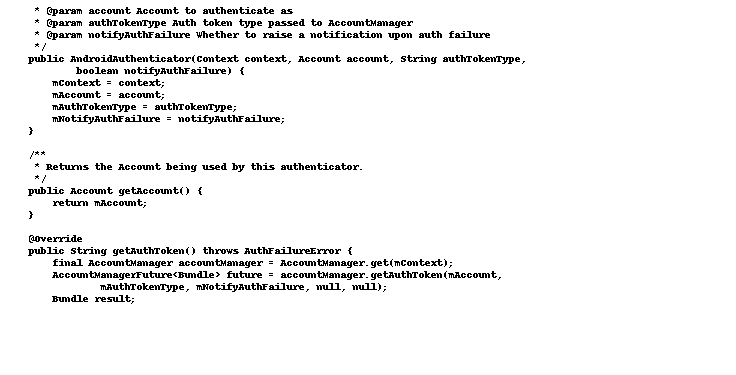 * @param account Account to authenticate as
 * @param authTokenType Auth token type passed to AccountManager
 * @param notifyAuthFailure Whether to raise a notification upon auth failure
 */
public AndroidAuthenticator(Context context, Account account, String authTokenType,
        boolean notifyAuthFailure) {
    mContext = context;
    mAccount = account;
    mAuthTokenType = authTokenType;
    mNotifyAuthFailure = notifyAuthFailure;
}

/**
 * Returns the Account being used by this authenticator.
 */
public Account getAccount() {
    return mAccount;
}

@Override
public String getAuthToken() throws AuthFailureError {
    final AccountManager accountManager = AccountManager.get(mContext);
    AccountManagerFuture<Bundle> future = accountManager.getAuthToken(mAccount,
            mAuthTokenType, mNotifyAuthFailure, null, null);
    Bundle result;